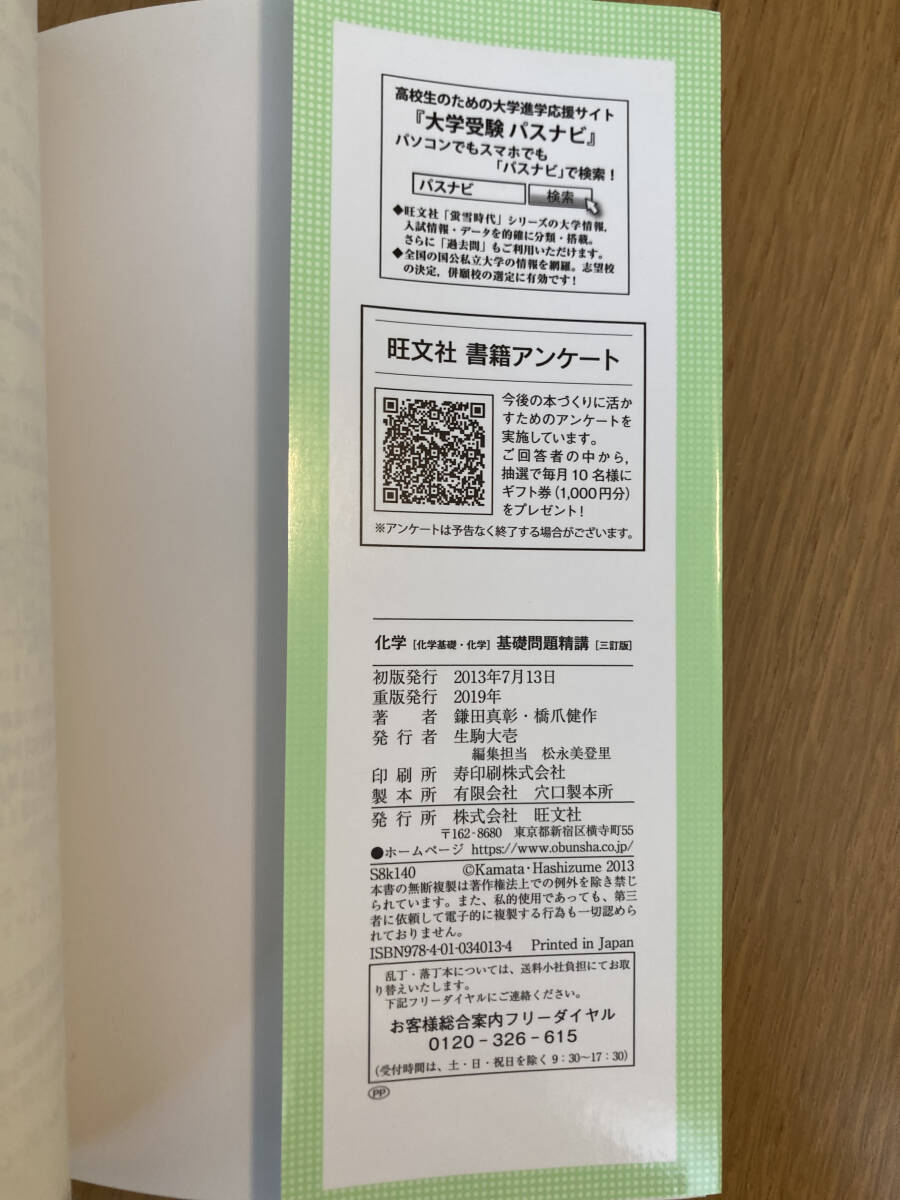 高校生のための大学進学応援サイト
『大学受験 パスナビ』
パソコンでもスマホでも
「パスナビ」で検索！
パスナビ 検索
◆旺文社「螢雪時代」シリーズの大学情報,
入試情報・データを的確に分類・搭載。
さらに「過去問」もご利用いただけます。
◆全国の国公私立大学の情報を網羅。志望校
の決定，併願校の選定に有効です！
旺文社 書籍アンケート
今後の本づくりに活か
すためのアンケートを
実施しています。
ご回答者の中から，
抽選で毎月10名様に
ギフト券（1,000円分）
をプレゼント！
※アンケートは予告なく終了する場合がございます。
化学［化学基礎・化学］基礎問題精講［三訂版］
初版発行 2013年7月13日
重版発行 2019年
著者 鎌田真彰・橋爪健作
発行者 生駒大壱
編集担当 松永美登里
印刷所 寿印刷株式会社
製本所 有限会社 穴口製本所
発行所 株式会社 旺文社
〒162-8680 東京都新宿区横寺町55
●ホームページ https://www.obunsha.co.jp/
S8k140 ©Kamata・Hashizume 2013
本書の無断複製は著作権法上での例外を除き禁じ
られています。また、私的使用であっても、第三
者に依頼して電子的に複製する行為も一切認めら
れておりません。
ISBN978-4-01-034013-4 Printed in Japan
乱丁・落丁本については、送料小社負担にてお取
り替えいたします。
下記フリーダイヤルにご連絡ください。
お客様総合案内フリーダイヤル
0120-326-615
（受付時間は、土・日・祝日を除く9：30～17：30）
PP